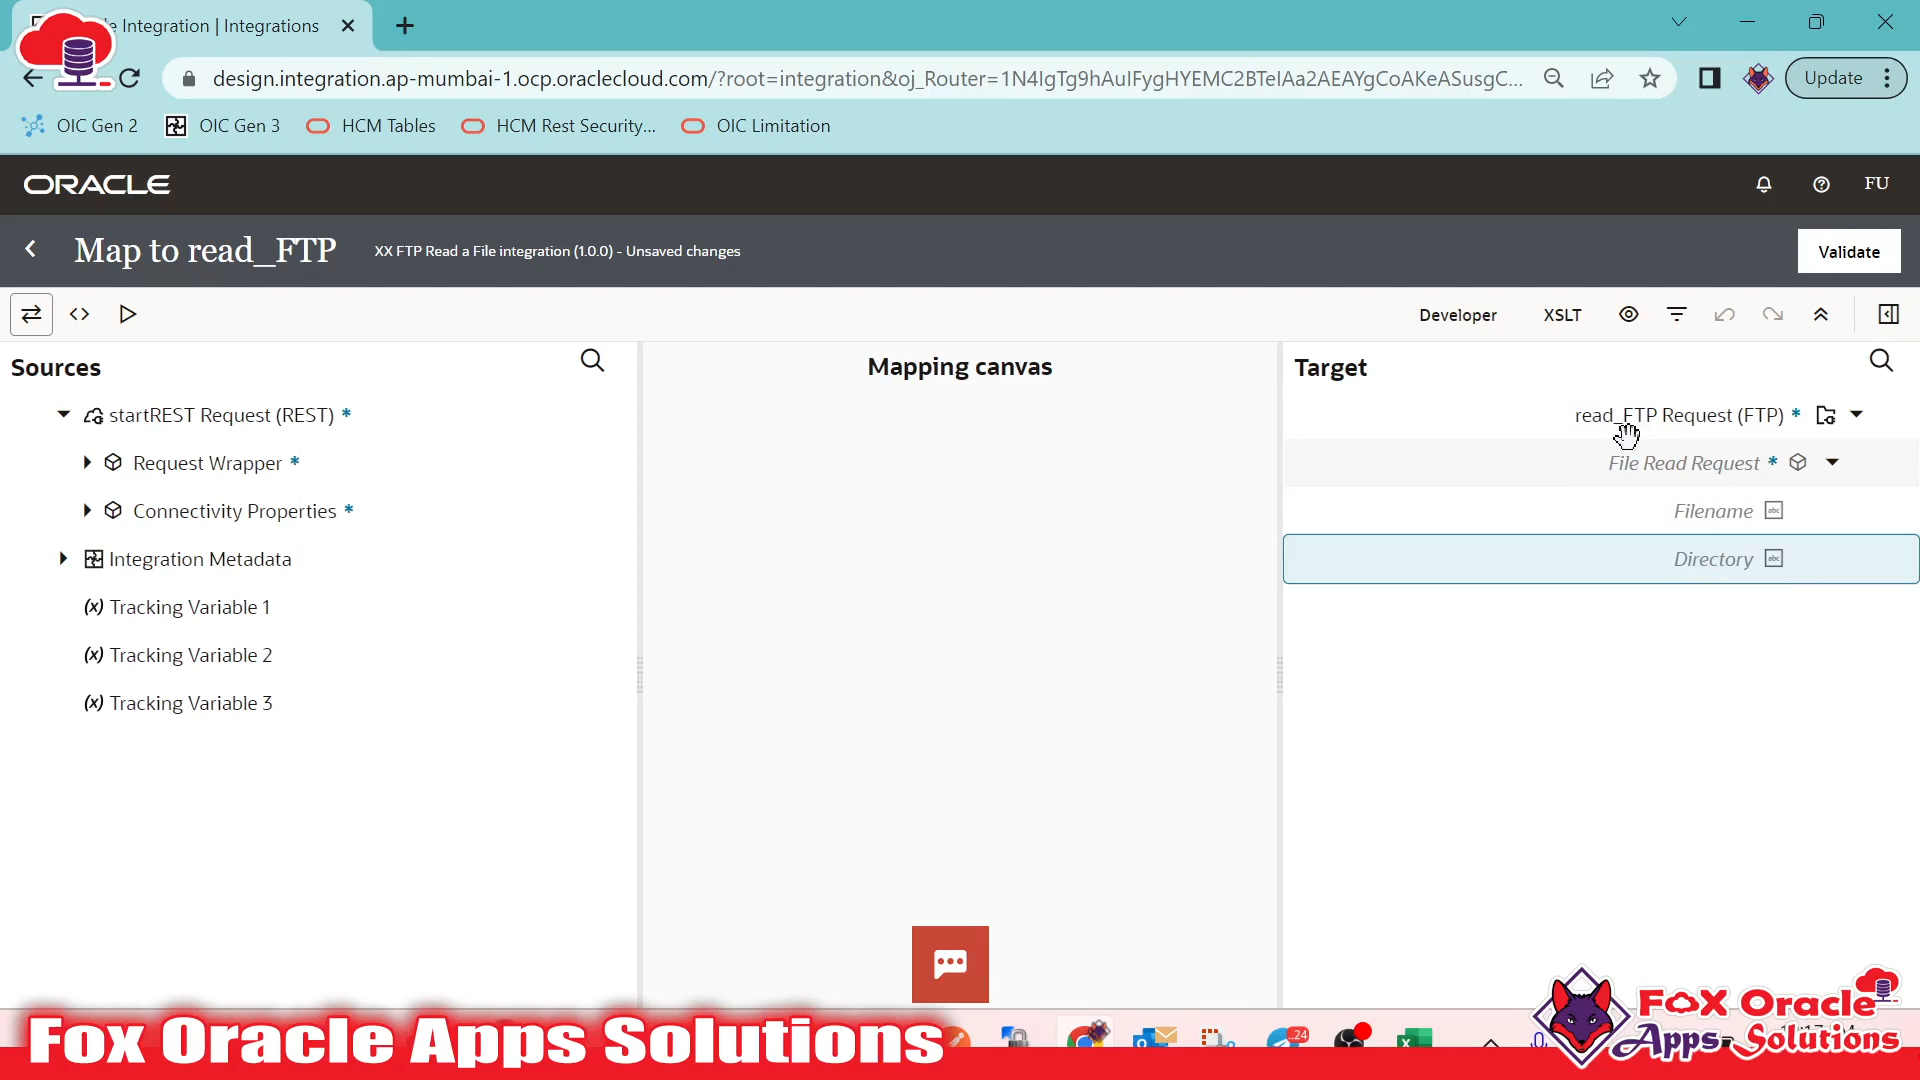 e Integration | Integrations
design.integration.ap-mumbai-1.ocp.oraclecloud.com/?root=integration&oj_Router=1N4IgTg9hAuIFygHYEMC2BTeIAa2AEAYgCoAKeASusgC...
Update
OIC Gen 2
OIC Gen 3
HCM Tables
HCM Rest Security...
OIC Limitation
ORACLE
FU
Map to read_FTP
XX FTP Read a File integration (1.0.0) - Unsaved changes
Validate
Developer
XSLT
Sources
Mapping canvas
Target
startREST Request (REST) *
read_FTP Request (FTP) *
Request Wrapper *
File Read Request *
Connectivity Properties *
Filename
Integration Metadata
Directory
(x) Tracking Variable 1
(x) Tracking Variable 2
(x) Tracking Variable 3
Fox Oracle Apps Solutions
24
Fox Oracle
Apps Solutions